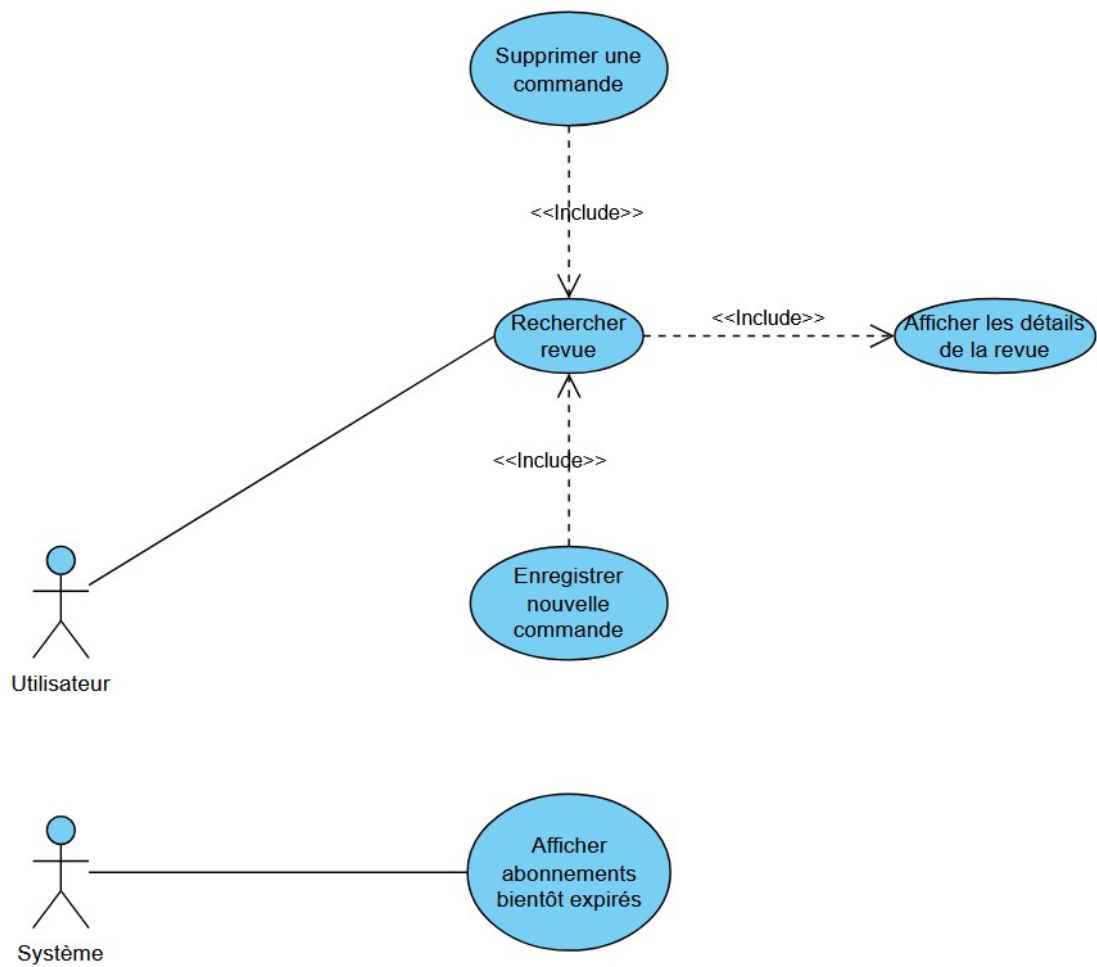 Supprimer une
commande
<<Include>>
Rechercher
revue
<<Include>>
Afficher les détails
de la revue
<<Include>>
Enregistrer
nouvelle
commande
Utilisateur
Afficher
abonnements
bientôt expirés
Système